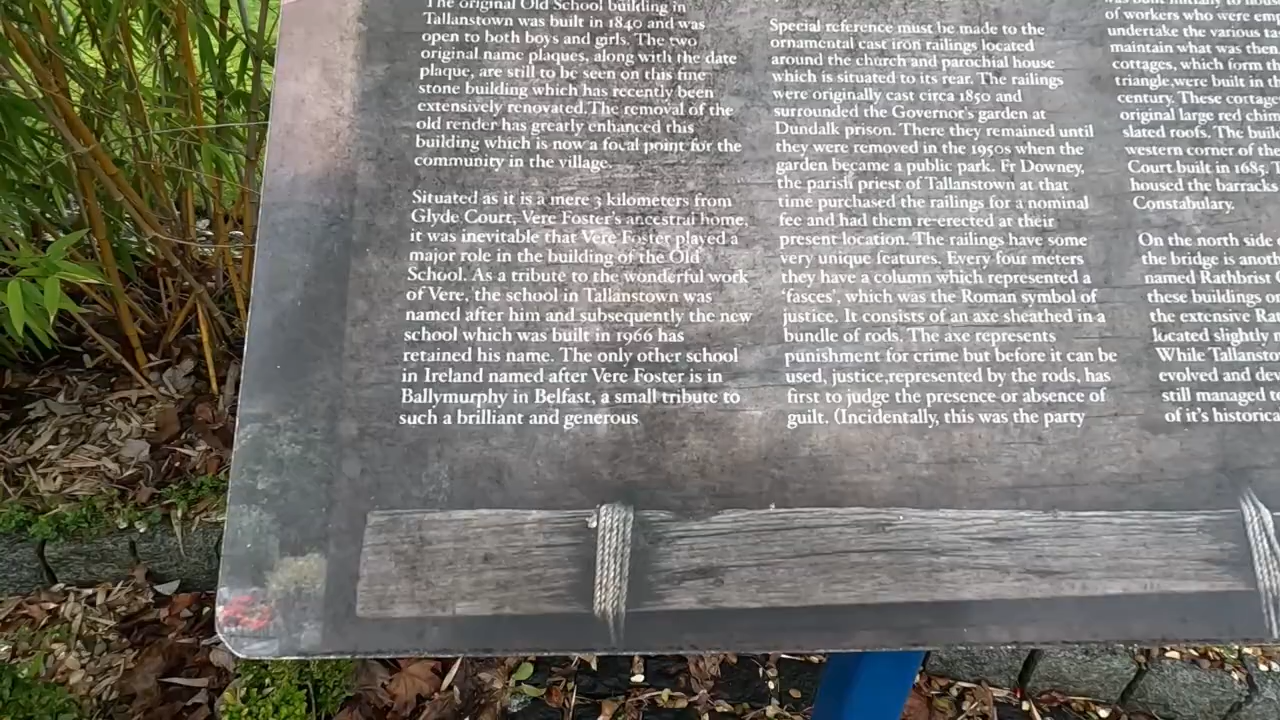 The original Old School building in
Tallanstown was built in 1840 and was
open to both boys and girls. The two
original name plaques, along with the date
plaque, are still to be seen on this fine
stone building which has recently been
extensively renovated.The removal of the
old render has greatly enhanced this
building which is now a focal point for the
community in the village.
Situated as it is a mere 3 kilometers from
Glyde Court, Vere Foster's ancestral home,
it was inevitable that Vere Foster played a
major role in the building of the Old
School. As a tribute to the wonderful work
of Vere, the school in Tallanstown was
named after him and subsequently the new
school which was built in 1966 has
retained his name. The only other school
in Ireland named after Vere Foster is in
Ballymurphy in Belfast, a small tribute to
such a brilliant and generous
Special reference must be made to the
ornamental cast iron railings located
around the church and parochial house
which is situated to its rear. The railings
were originally cast circa 1850 and
surrounded the Governor's garden at
Dundalk prison. There they remained until
they were removed in the 1950s when the
garden became a public park. Fr Downey,
the parish priest of Tallanstown at that
time purchased the railings for a nominal
fee and had them re-erected at their
present location. The railings have some
very unique features. Every four meters
they have a column which represented a
'fasces', which was the Roman symbol of
justice. It consists of an axe sheathed in a
bundle of rods. The axe represents
punishment for crime but before it can be
used, justice,represented by the rods, has
first to judge the presence or absence of
guilt. (Incidentally, this was the party
of workers who were
undertake the various
maintain what was then
cottages, which form
triangle,were built in
century. These
original large red
slated roofs. The
western corner of the
Court built in 1685.
housed the barracks
Constabulary.
On the north side
the bridge is
named Rathbrist
these buildings
the extensive
located slightly
While
evolved and
still managed
of it's